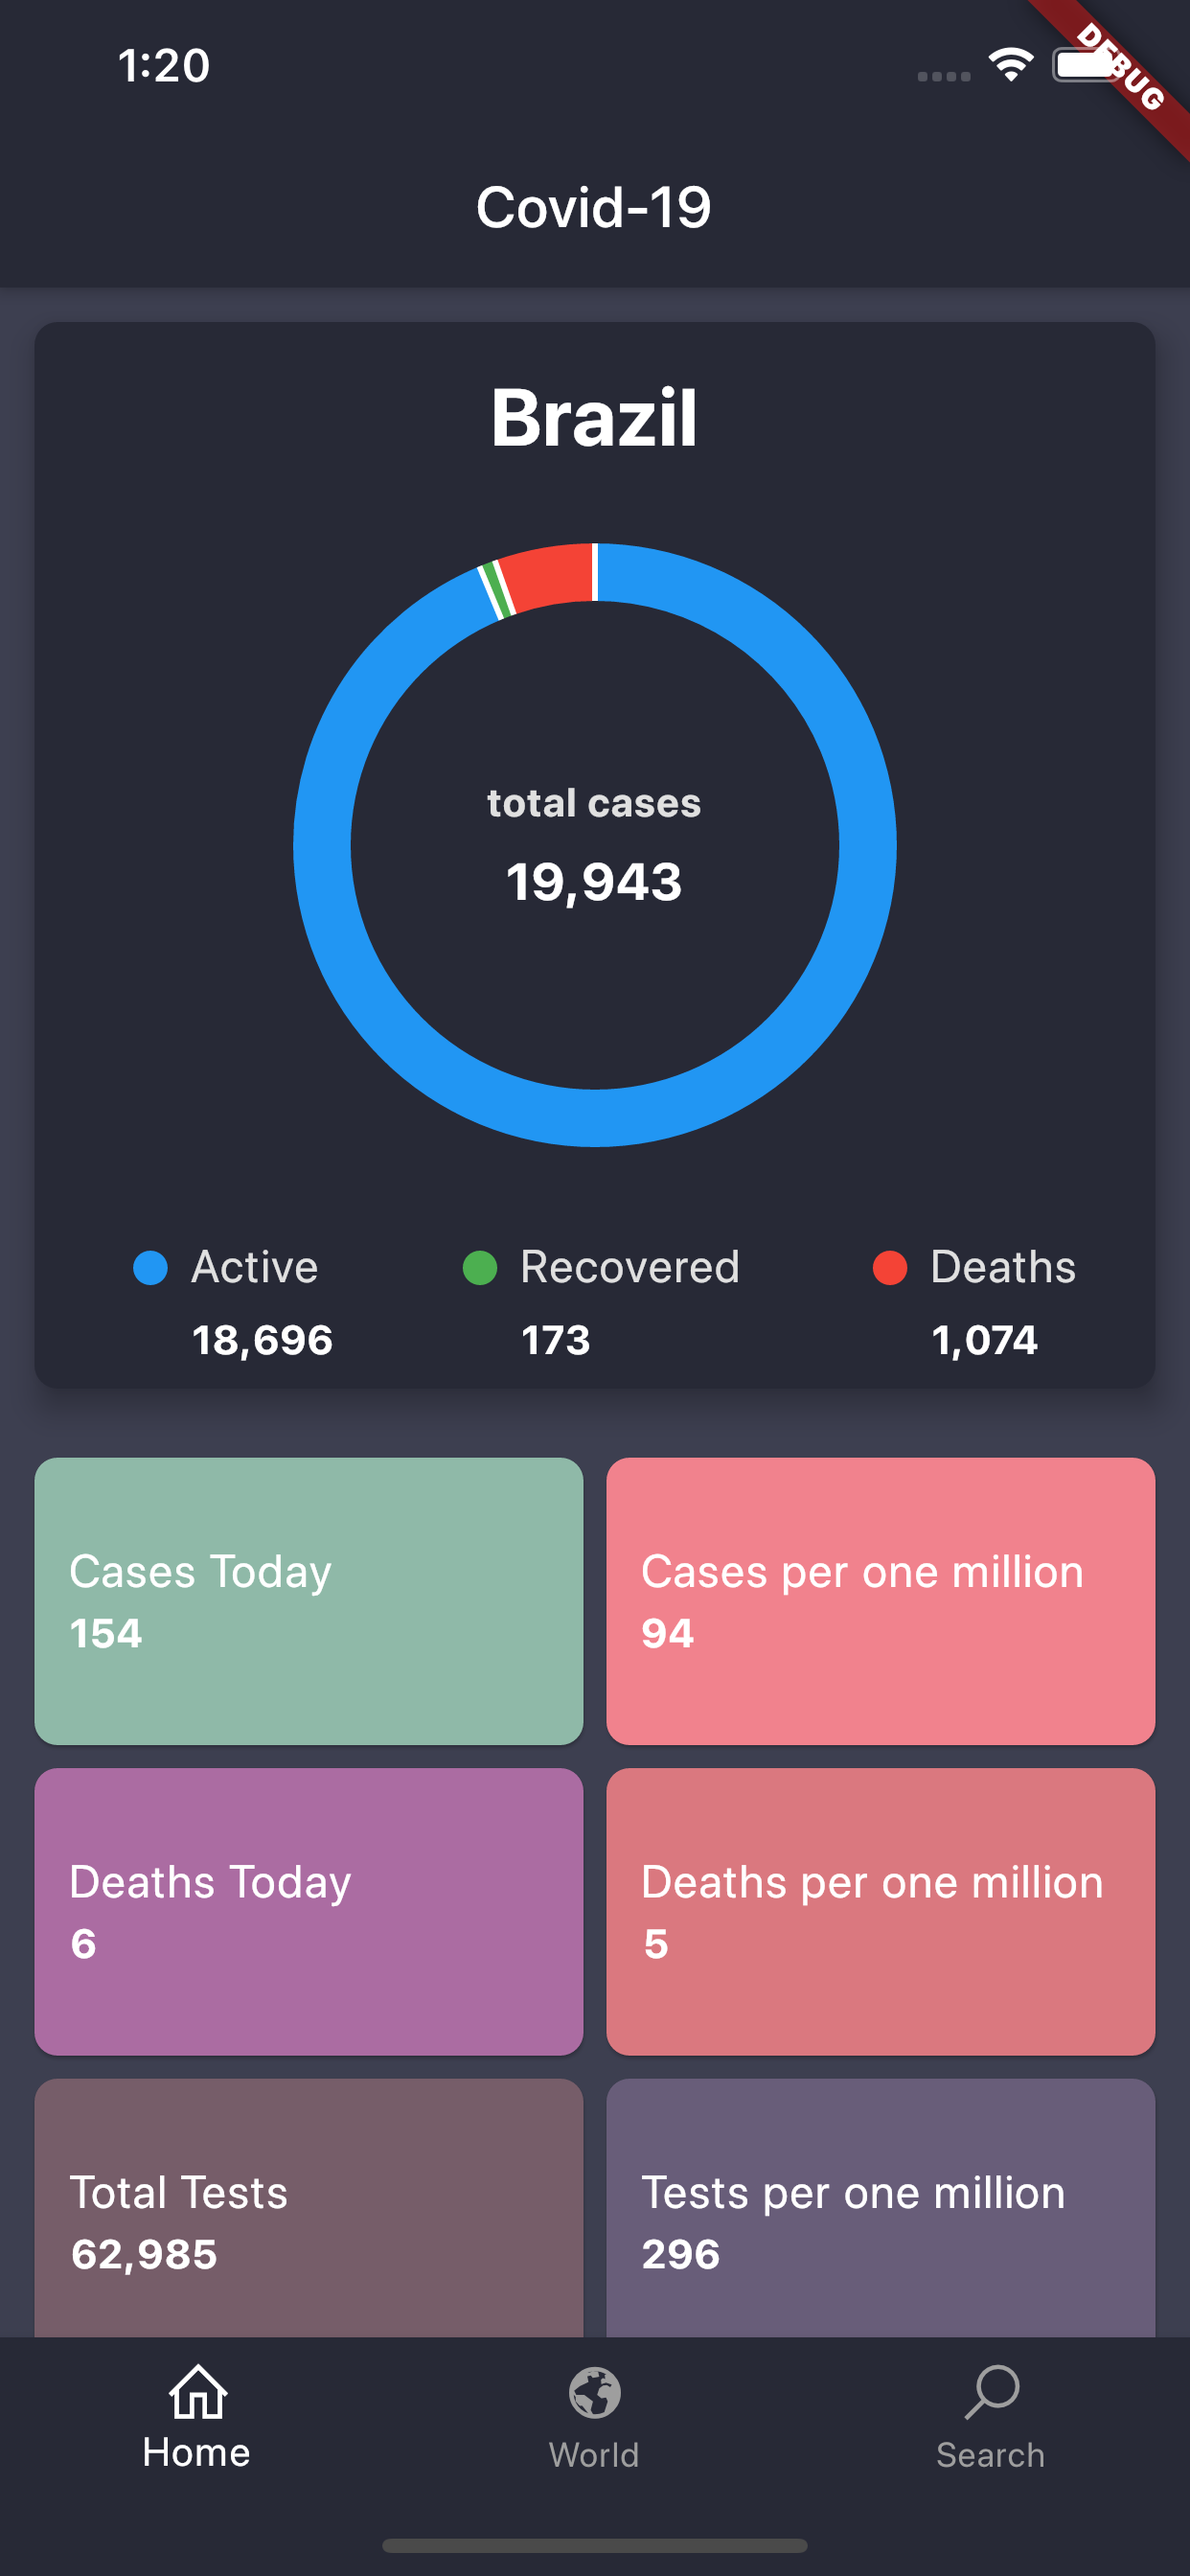 1:20
DEBUG
Covid-19
Brazil
total cases
19,943
Active
18,696
Recovered
173
Deaths
1,074
Cases Today
154
Cases per one million
94
Deaths Today
6
Deaths per one million
5
Total Tests
62,985
Tests per one million
296
Home
World
Search